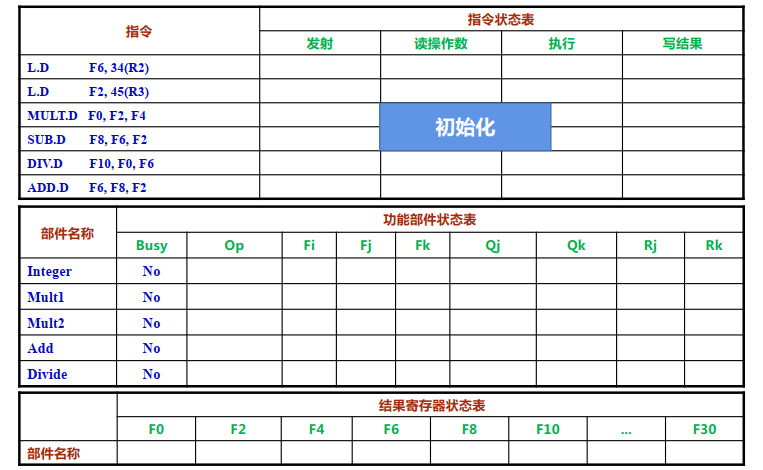 指令 指令状态表
发射 读操作数 执行 写结果
L.D F6, 34(R2)
L.D F2, 45(R3)
MULT.D F0, F2, F4
SUB.D F8, F6, F2
初始化
DIV.D F10, F0, F6
ADD.D F6, F8, F2
部件名称 功能部件状态表
Busy Op Fi Fj Fk Qj Qk Rj Rk
Integer No
Mult1 No
Mult2 No
Add No
Divide No
结果寄存器状态表
F0 F2 F4 F6 F8 F10 ... F30
部件名称